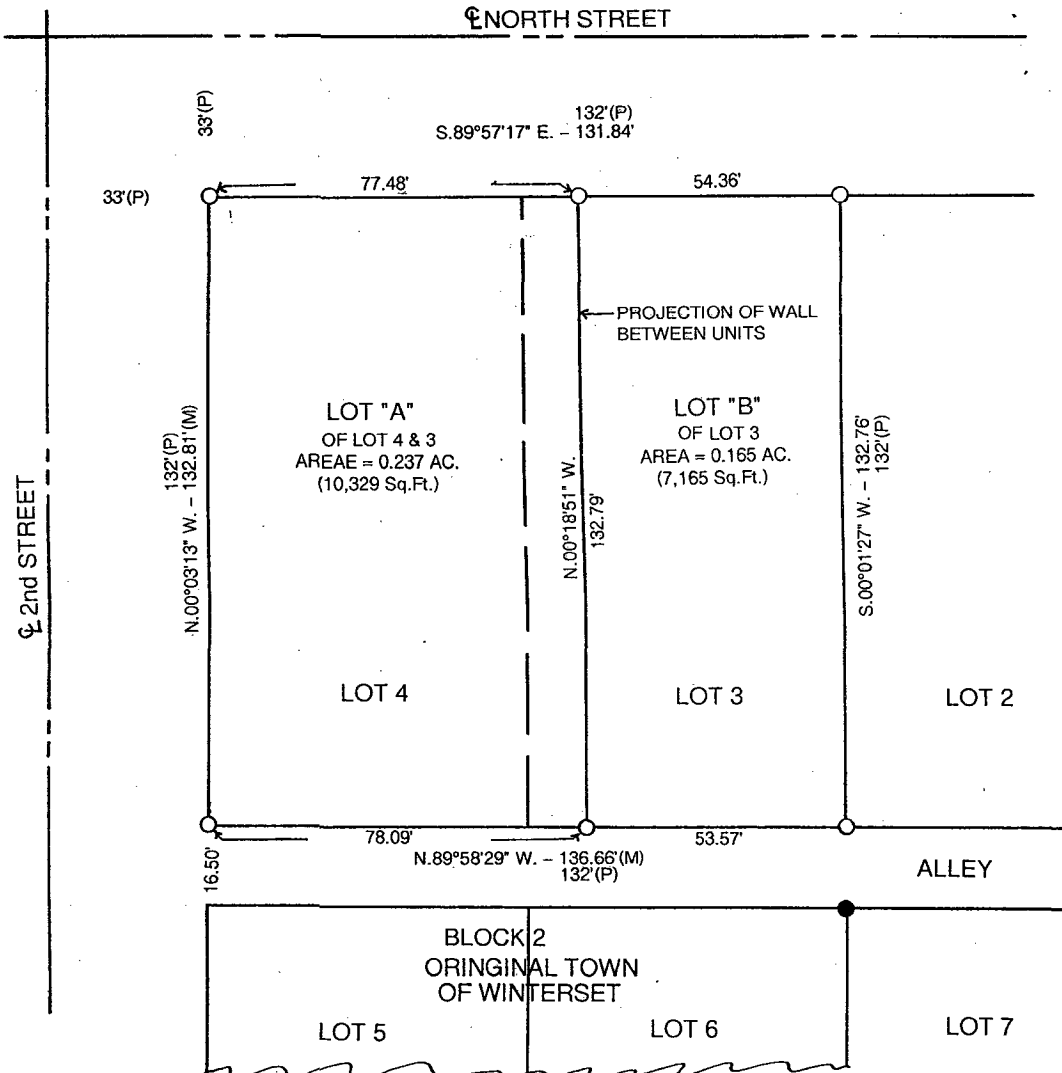 ℄ NORTH STREET
33'(P)
132'(P)
S.89°57'17" E. – 131.84'
33'(P)
77.48'
54.36'
PROJECTION OF WALL
BETWEEN UNITS
LOT "A"
OF LOT 4 & 3
AREAE = 0.237 AC.
(10,329 Sq.Ft.)
LOT "B"
OF LOT 3
AREA = 0.165 AC.
(7,165 Sq.Ft.)
132'(P)
N.00°03'13" W. – 132.81'(M)
N.00°18'51" W.
132.79'
S.00°01'27" W. – 132.76'
132'(P)
℄ 2nd STREET
LOT 4
LOT 3
LOT 2
78.09'
53.57'
N.89°58'29" W. – 136.66'(M)
132'(P)
16.50'
ALLEY
BLOCK 2
ORINGINAL TOWN
OF WINTERSET
LOT 5
LOT 6
LOT 7